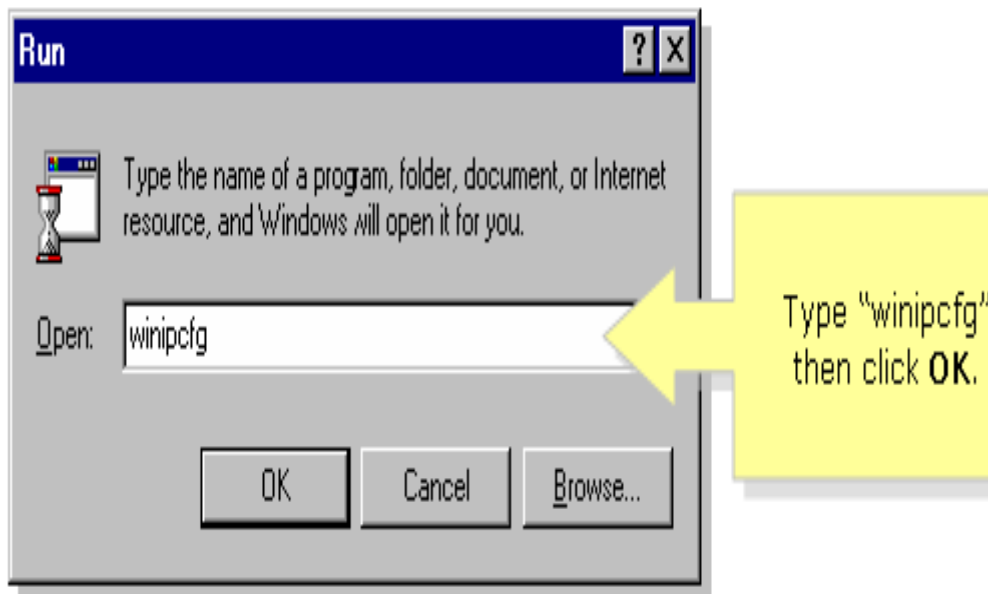 Run
Type the name of a program, folder, document, or Internet
resource, and Windows will open it for you.
Open: winipcfg
Type "winipcfg"
then click OK.
OK Cancel Browse...